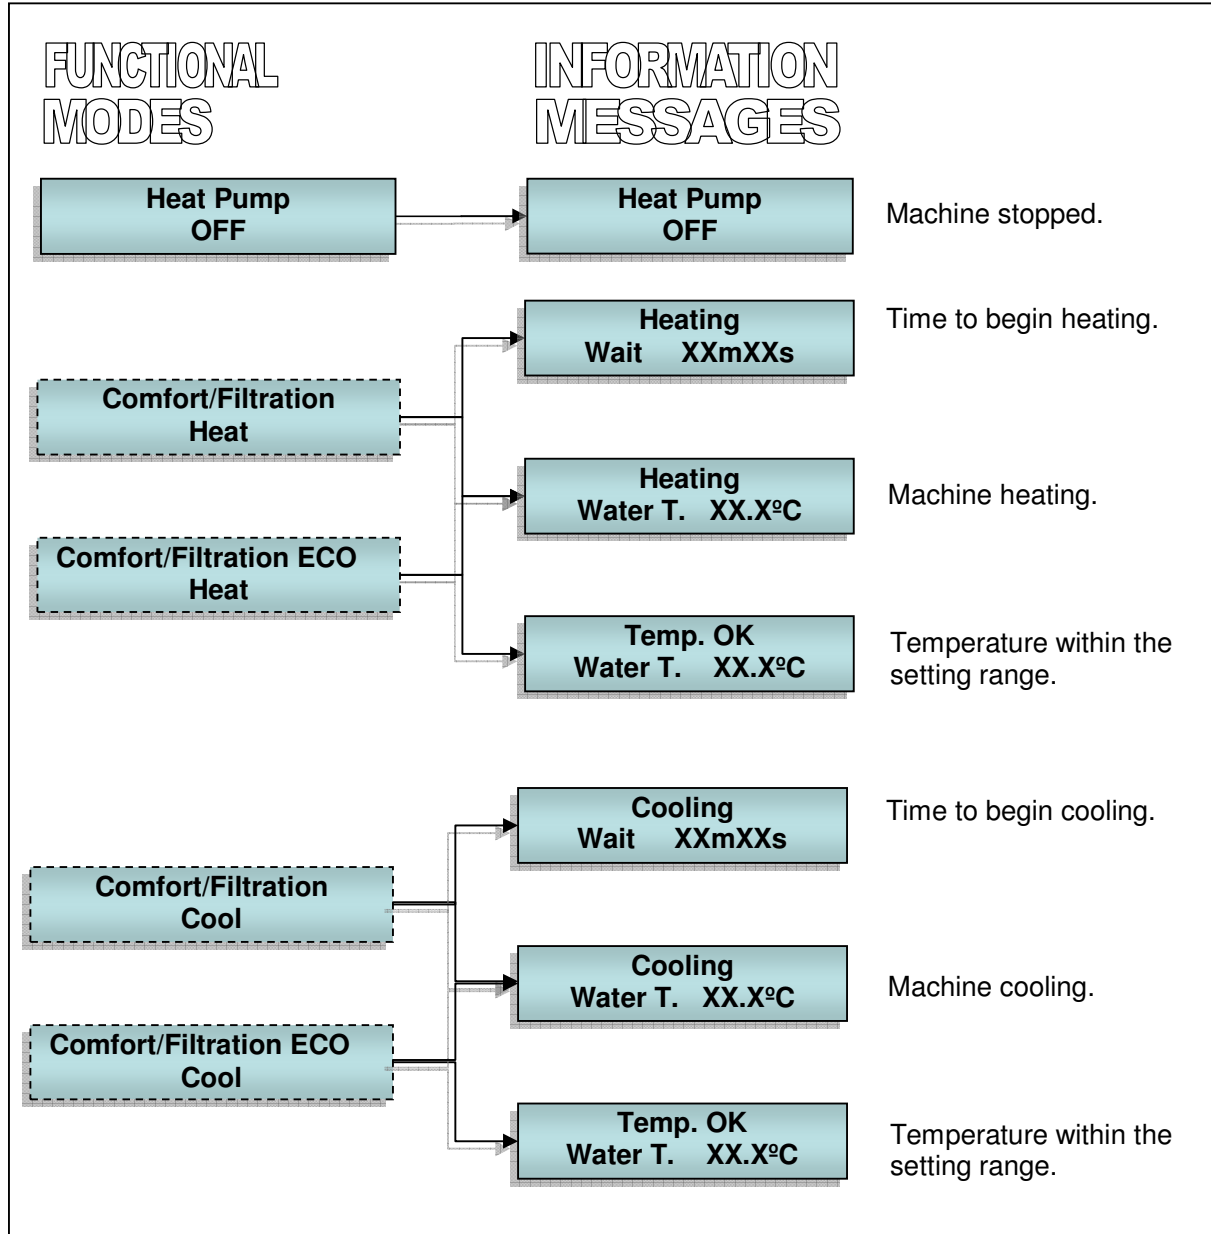 FUNCTIONAL
MODES
INFORMATION
MESSAGES
Heat Pump
OFF
Heat Pump
OFF
Machine stopped.
Heating
Wait XXmXXs
Time to begin heating.
Comfort/Filtration
Heat
Heating
Water T. XX.XºC
Machine heating.
Comfort/Filtration ECO
Heat
Temp. OK
Water T. XX.XºC
Temperature within the
setting range.
Cooling
Wait XXmXXs
Time to begin cooling.
Comfort/Filtration
Cool
Cooling
Water T. XX.XºC
Machine cooling.
Comfort/Filtration ECO
Cool
Temp. OK
Water T. XX.XºC
Temperature within the
setting range.